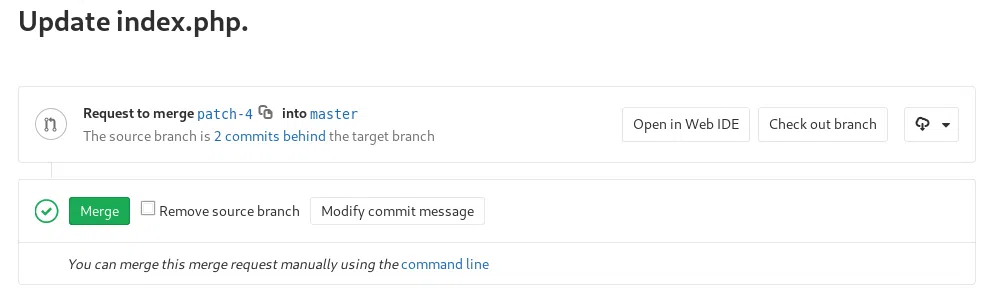 Update index.php.
Request to merge patch-4 into master
The source branch is 2 commits behind the target branch
Open in Web IDE
Check out branch
Merge
Remove source branch
Modify commit message
You can merge this merge request manually using the command line